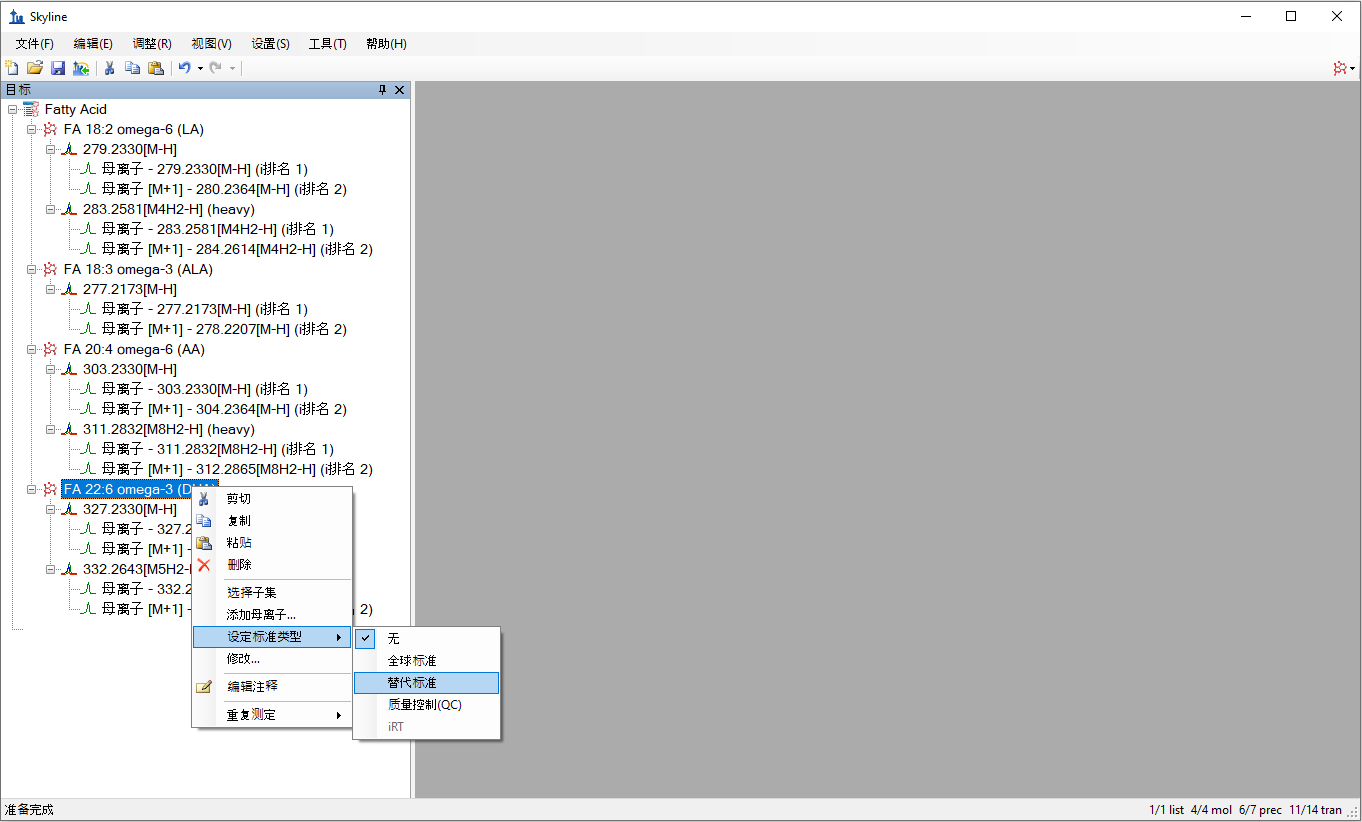 Skyline
文件(F) 编辑(E) 调整(R) 视图(V) 设置(S) 工具(T) 帮助(H)
目标
Fatty Acid
FA 18:2 omega-6 (LA)
279.2330[M-H]
母离子 - 279.2330[M-H] (i排名 1)
母离子 [M+1] - 280.2364[M-H] (i排名 2)
283.2581[M4H2-H] (heavy)
母离子 - 283.2581[M4H2-H] (i排名 1)
母离子 [M+1] - 284.2614[M4H2-H] (i排名 2)
FA 18:3 omega-3 (ALA)
277.2173[M-H]
母离子 - 277.2173[M-H] (i排名 1)
母离子 [M+1] - 278.2207[M-H] (i排名 2)
FA 20:4 omega-6 (AA)
303.2330[M-H]
母离子 - 303.2330[M-H] (i排名 1)
母离子 [M+1] - 304.2364[M-H] (i排名 2)
311.2832[M8H2-H] (heavy)
母离子 - 311.2832[M8H2-H] (i排名 1)
母离子 [M+1] - 312.2865[M8H2-H] (i排名 2)
FA 22:6 omega-3
327.2330[M-H]
母离子 - 327.2
母离子 [M+1] -
332.2643[M5H2-
母离子 - 332.2
母离子 [M+1] - 2)
剪切
复制
粘贴
删除
选择子集
添加母离子...
设定标准类型
修改...
编辑注释
重复测定
无
全球标准
替代标准
质量控制(QC)
iRT
准备完成 1/1 list 4/4 mol 6/7 prec 11/14 tran